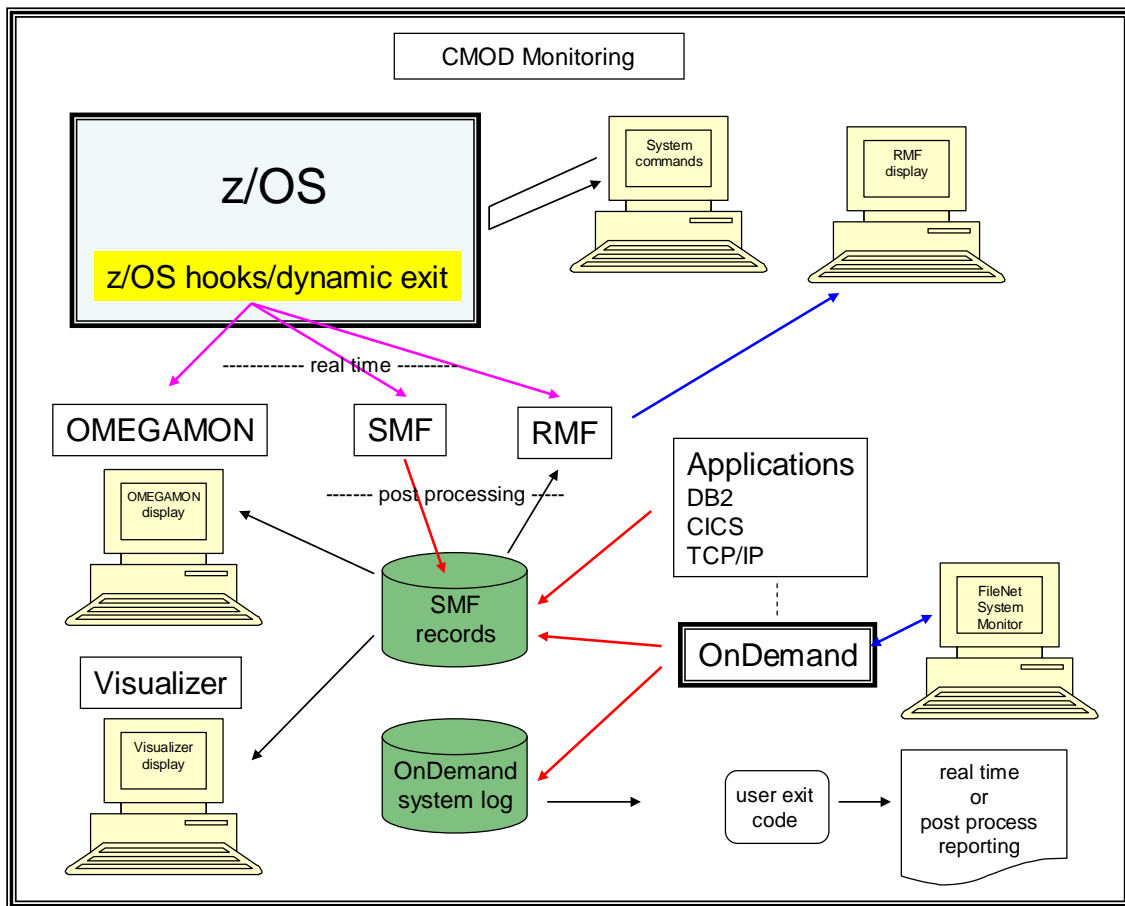 CMOD Monitoring
z/OS
z/OS hooks/dynamic exit
System
commands
RMF
display
---------- real time ----------
OMEGAMON
SMF
RMF
OMEGAMON
display
------- post processing -------
Applications
DB2
CICS
TCP/IP
SMF
records
FileNet
System
Monitor
OnDemand
Visualizer
Visualizer
display
OnDemand
system log
user exit
code
real time
or
post process
reporting